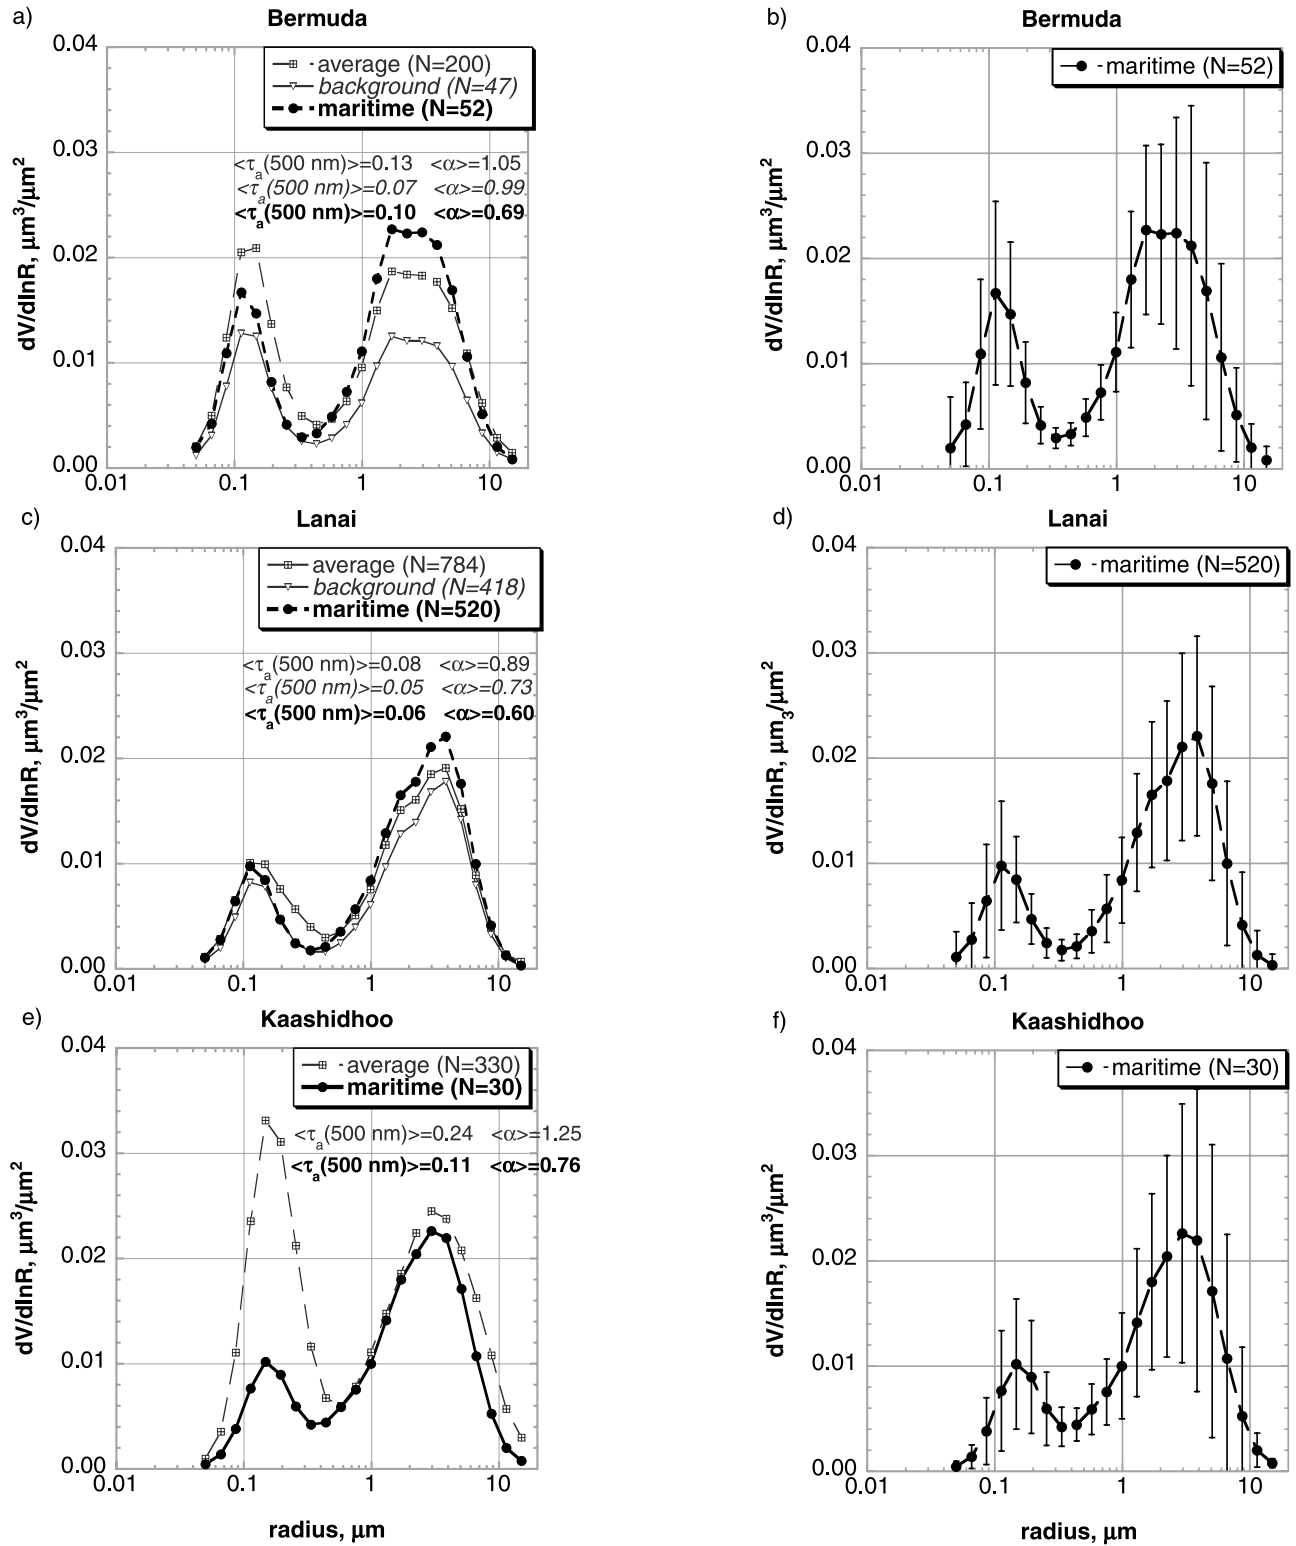 a)
Bermuda
average (N=200)
background (N=47)
maritime (N=52)
<τa(500 nm)>=0.13 <α>=1.05
<τa(500 nm)>=0.07 <α>=0.99
<τa(500 nm)>=0.10 <α>=0.69
dV/dlnR, μm³/μm²
0.04
0.03
0.02
0.01
0.00
0.01 0.1 1 10
b)
Bermuda
maritime (N=52)
dV/dlnR, μm³/μm²
0.04
0.03
0.02
0.01
0.00
0.01 0.1 1 10
c)
Lanai
average (N=784)
background (N=418)
maritime (N=520)
<τa(500 nm)>=0.08 <α>=0.89
<τa(500 nm)>=0.05 <α>=0.73
<τa(500 nm)>=0.06 <α>=0.60
dV/dlnR, μm³/μm²
0.04
0.03
0.02
0.01
0.00
0.01 0.1 1 10
d)
Lanai
maritime (N=520)
dV/dlnR, μm₃/μm²
0.04
0.03
0.02
0.01
0.00
0.01 0.1 1 10
e)
Kaashidhoo
average (N=330)
maritime (N=30)
<τa(500 nm)>=0.24 <α>=1.25
<τa(500 nm)>=0.11 <α>=0.76
dV/dlnR, μm³/μm²
0.04
0.03
0.02
0.01
0.00
0.01 0.1 1 10
radius, μm
f)
Kaashidhoo
maritime (N=30)
dV/dlnR, μm³/μm²
0.04
0.03
0.02
0.01
0.00
0.01 0.1 1 10
radius, μm